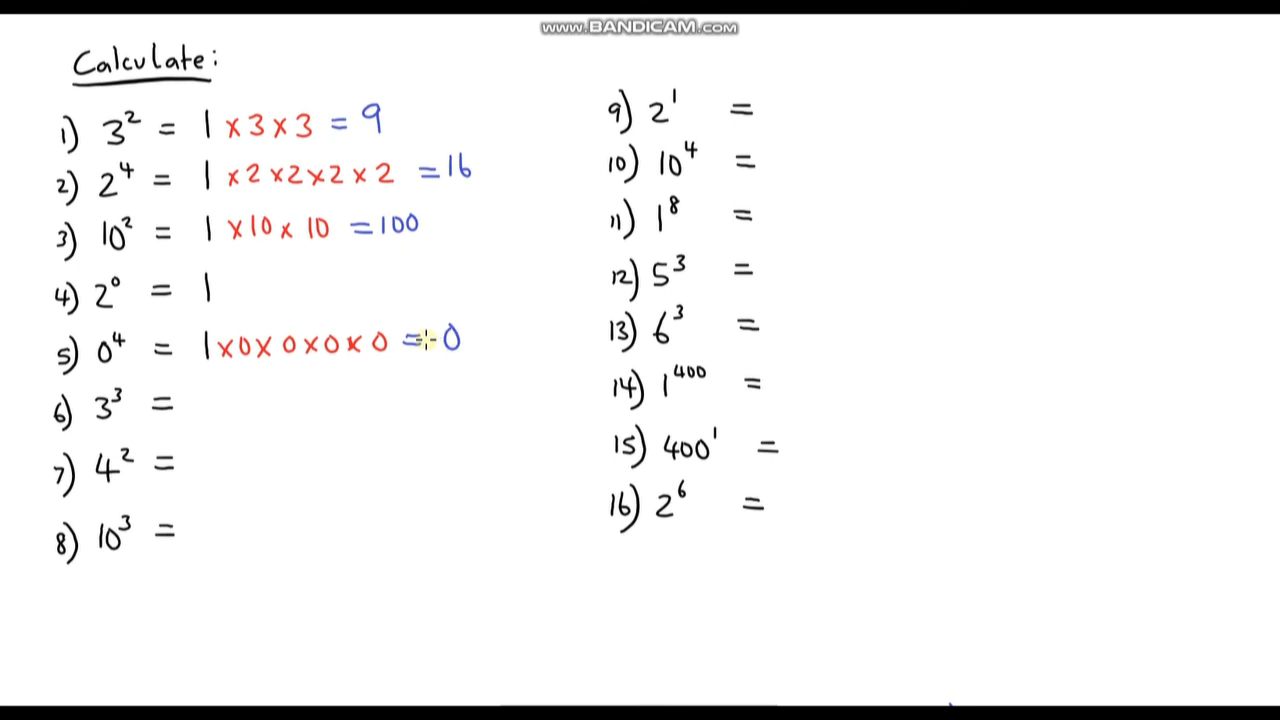 www.BANDICAM.com
Calculate:
1) 3² = 1 × 3 × 3 = 9
2) 2⁴ = 1 × 2 × 2 × 2 × 2 = 16
3) 10² = 1 × 10 × 10 = 100
4) 2⁰ = 1
5) 0⁴ = 1 × 0 × 0 × 0 × 0 = 0
6) 3³ =
7) 4² =
8) 10³ =
9) 2¹ =
10) 10⁴ =
11) 1⁸ =
12) 5³ =
13) 6³ =
14) 1⁴⁰⁰ =
15) 400¹ =
16) 2⁶ =